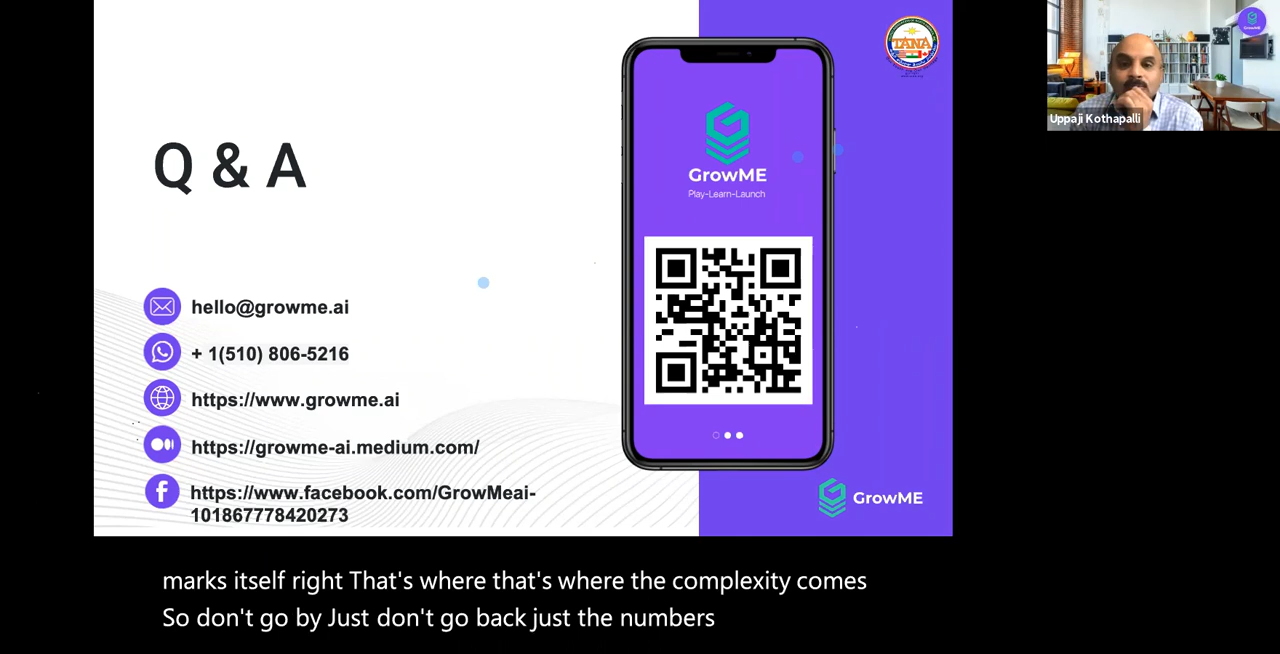 Q & A
hello@growme.ai
+ 1(510) 806-5216
https://www.growme.ai
https://growme-ai.medium.com/
https://www.facebook.com/GrowMeai-
101867778420273
GrowME
Play-Learn-Launch
TANA
GrowME
Uppaji Kothapalli
marks itself right That's where that's where the complexity comes
So don't go by Just don't go back just the numbers